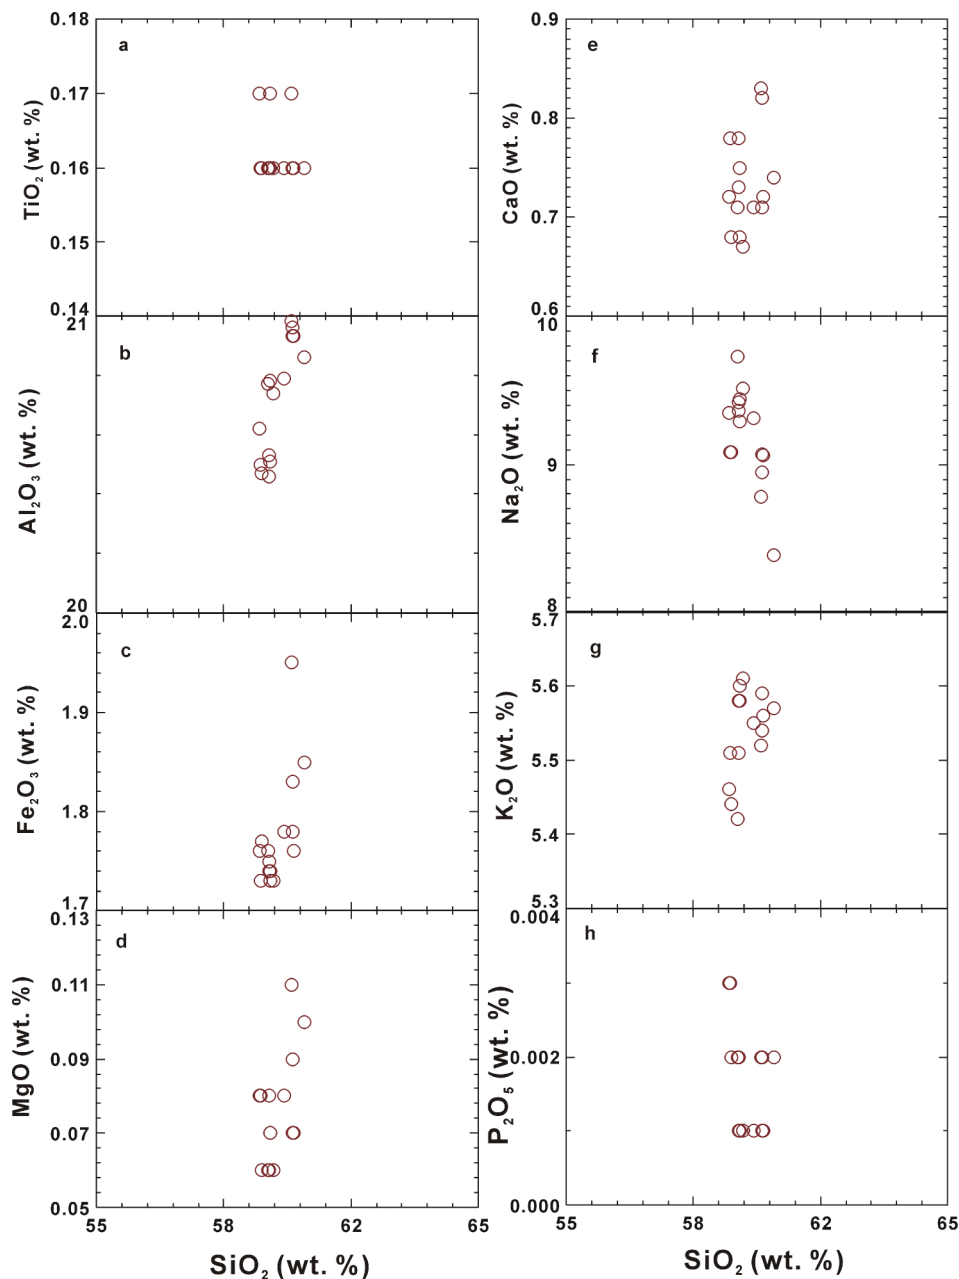 a
TiO₂ (wt. %)
0.18
0.17
0.16
0.15
0.14
b
Al₂O₃ (wt. %)
21
20
c
Fe₂O₃ (wt. %)
2.0
1.9
1.8
1.7
d
MgO (wt. %)
0.13
0.11
0.09
0.07
0.05
55
58
62
65
SiO₂ (wt. %)
e
CaO (wt. %)
0.9
0.8
0.7
0.6
f
Na₂O (wt. %)
10
9
8
g
K₂O (wt. %)
5.7
5.6
5.5
5.4
5.3
h
P₂O₅ (wt. %)
0.004
0.002
0.000
55
58
62
65
SiO₂ (wt. %)